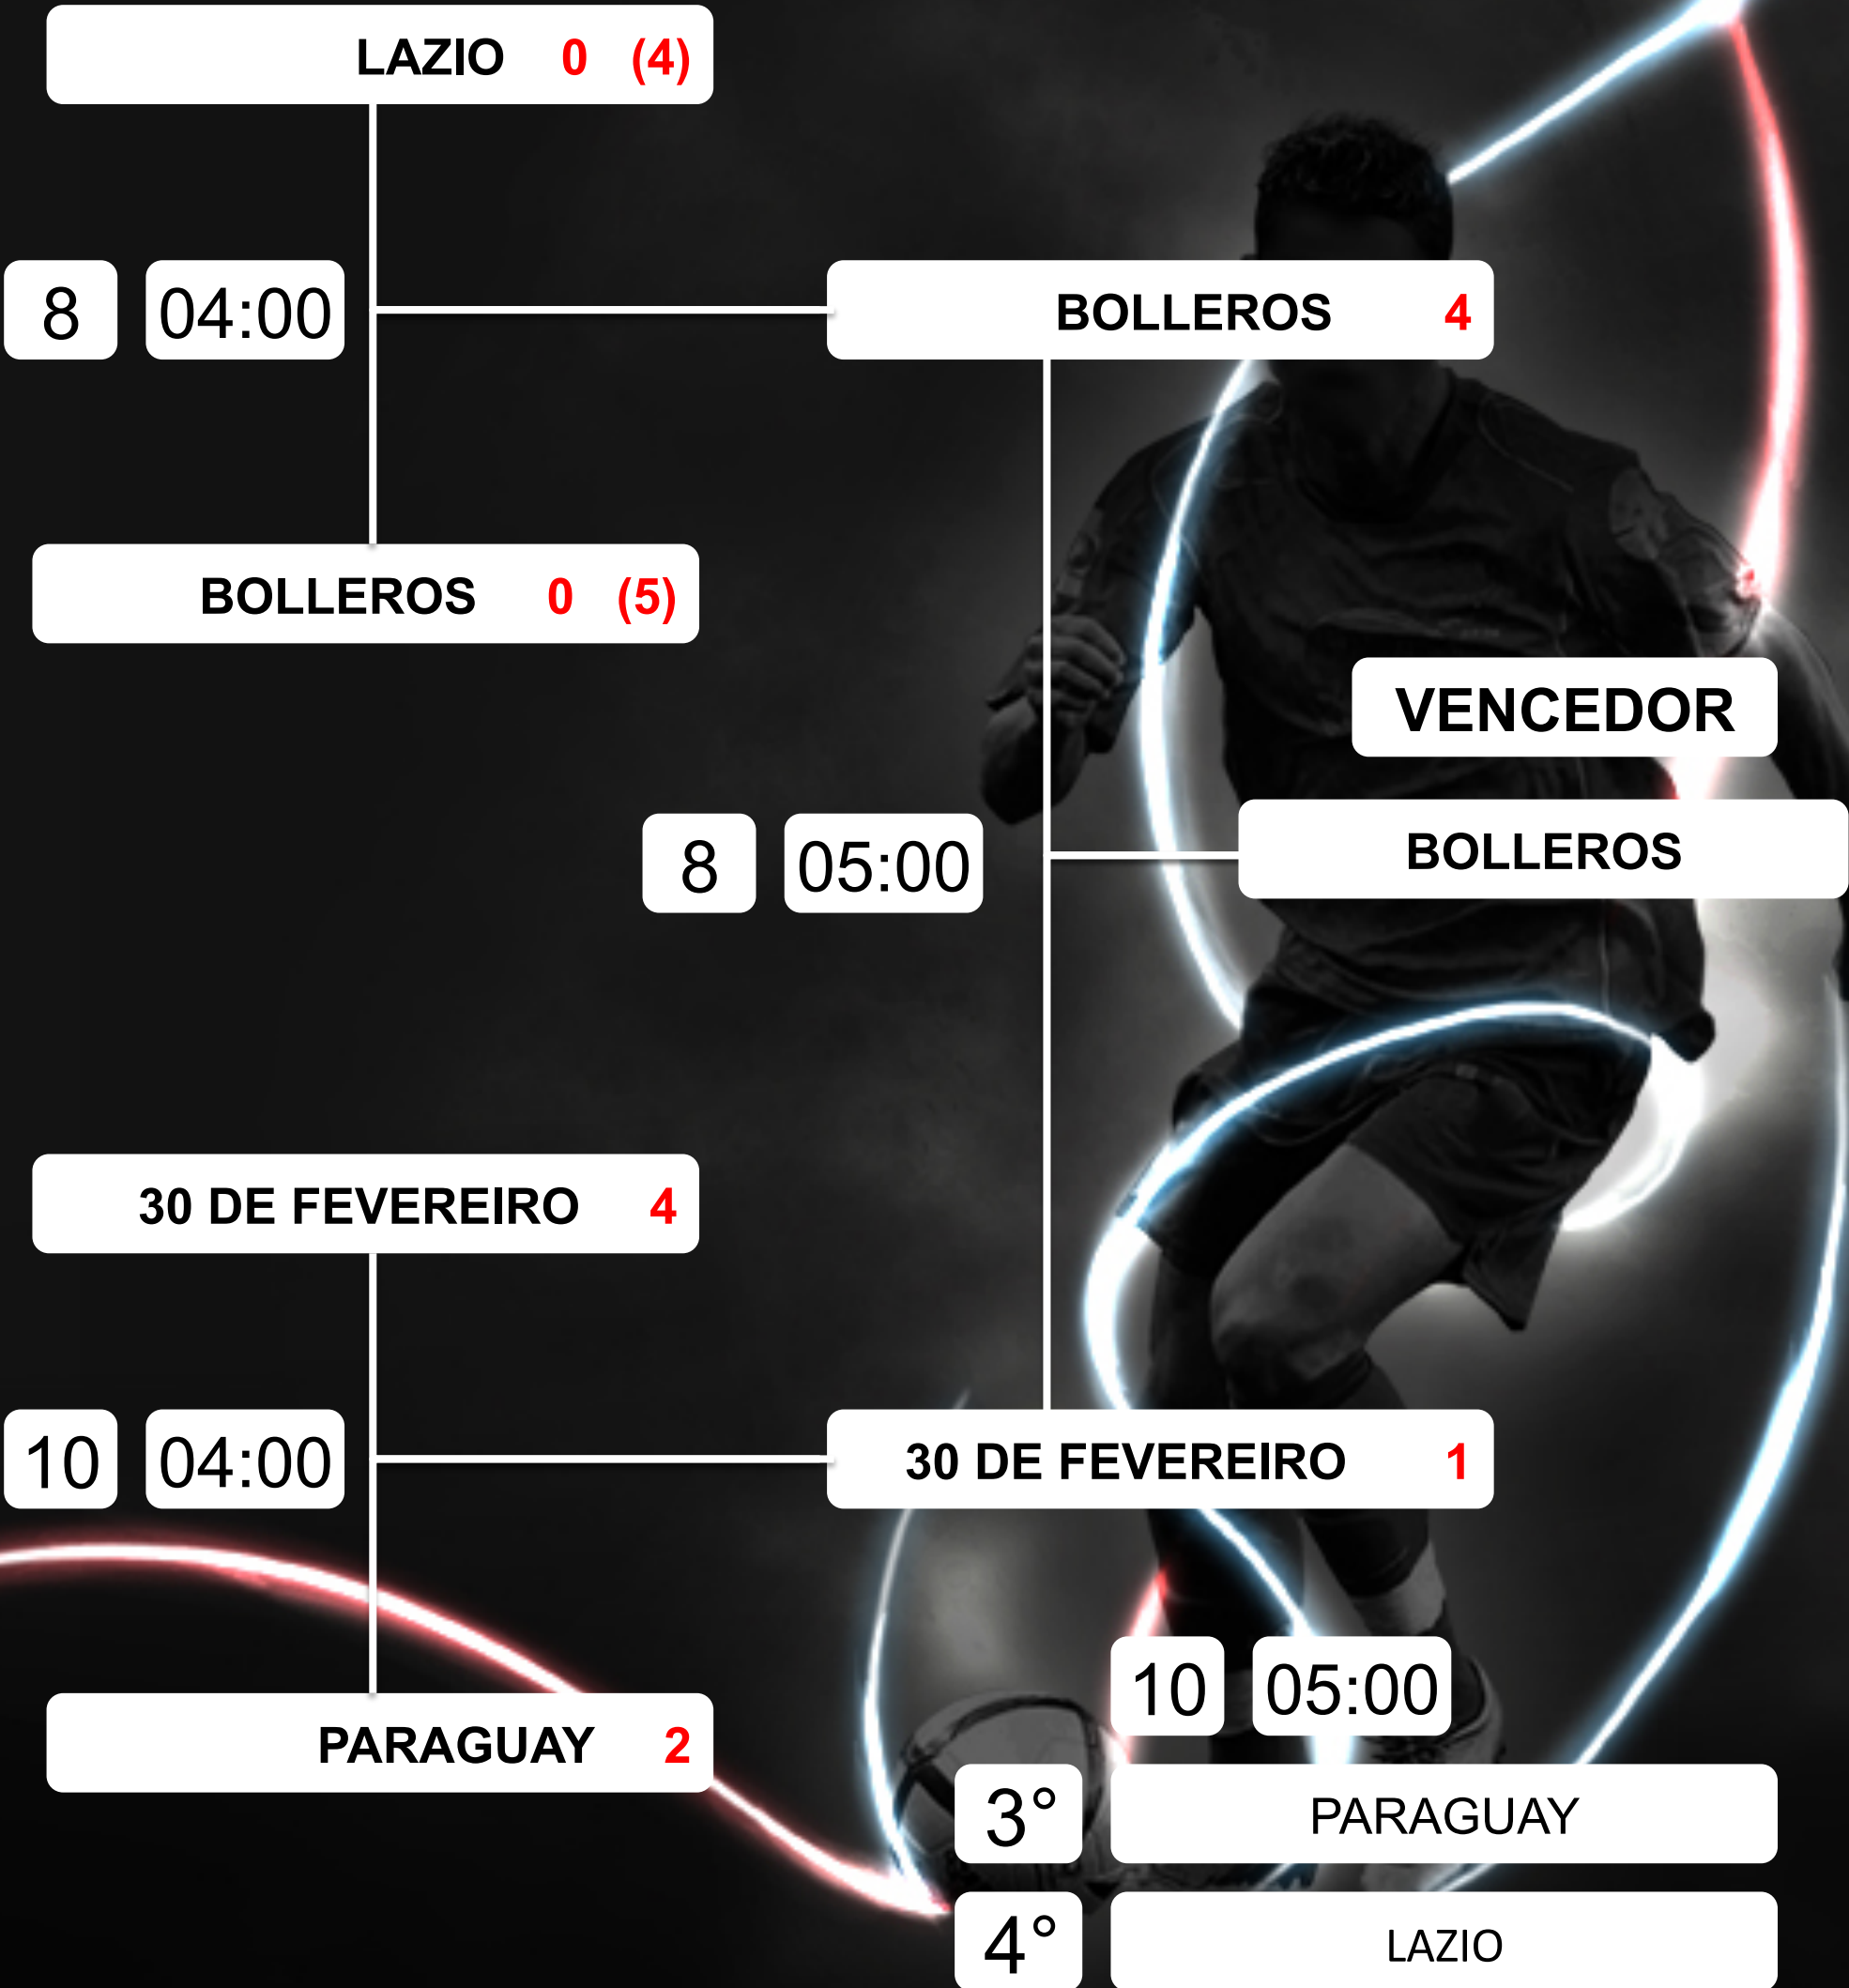 LAZIO 0 (4)
8 04:00
BOLLEROS 4
BOLLEROS 0 (5)
VENCEDOR
8 05:00
BOLLEROS
30 DE FEVEREIRO 4
10 04:00
30 DE FEVEREIRO 1
10 05:00
PARAGUAY 2
3° PARAGUAY
4° LAZIO